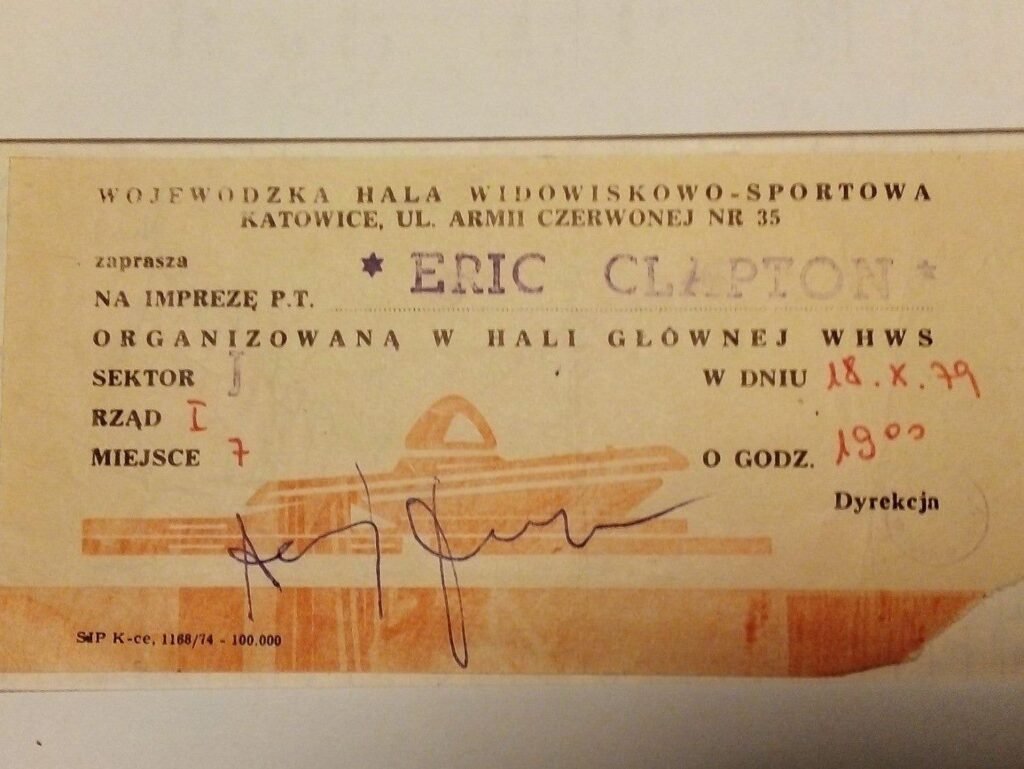 WOJEWODZKA HALA WIDOWISKOWO-SPORTOWA
KATOWICE, UL. ARMII CZERWONEJ NR 35
zaprasza
* ERIC CLAPTON *
NA IMPREZĘ P.T.
ORGANIZOWANĄ W HALI GŁÓWNEJ WHWS
SEKTOR J W DNIU 18.X.79
RZĄD I
MIEJSCE 7 O GODZ. 19⁰⁰
Dyrekcja
SIP K-ce, 1168/74 - 100.000